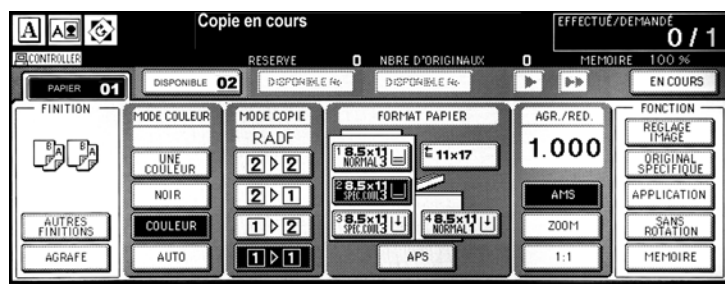 A A Copie en cours EFFECTUÉ/DEMANDÉ
0 / 1
CONTROLLER RESERVE 0 NBRE D'ORIGINAUX 0 MEMOIRE 100 %
PAPIER 01 DISPONIBLE 02 EN COURS
FINITION
B A B A
AUTRES
FINITIONS
AGRAFE
MODE COULEUR
UNE
COULEUR
NOIR
COULEUR
AUTO
MODE COPIE
RADF
2 ▷ 2
2 ▷ 1
1 ▷ 2
1 ▷ 1
FORMAT PAPIER
1 8.5x11
NORMAL 3
11x17
2 8.5x11
SPEC.COUL 3
3 8.5x11
SPEC.COUL 3
4 8.5x11
NORMAL 1
APS
AGR./RED.
1.000
AMS
ZOOM
1:1
FONCTION
REGLAGE
IMAGE
ORIGINAL
SPECIFIQUE
APPLICATION
SANS
ROTATION
MEMOIRE